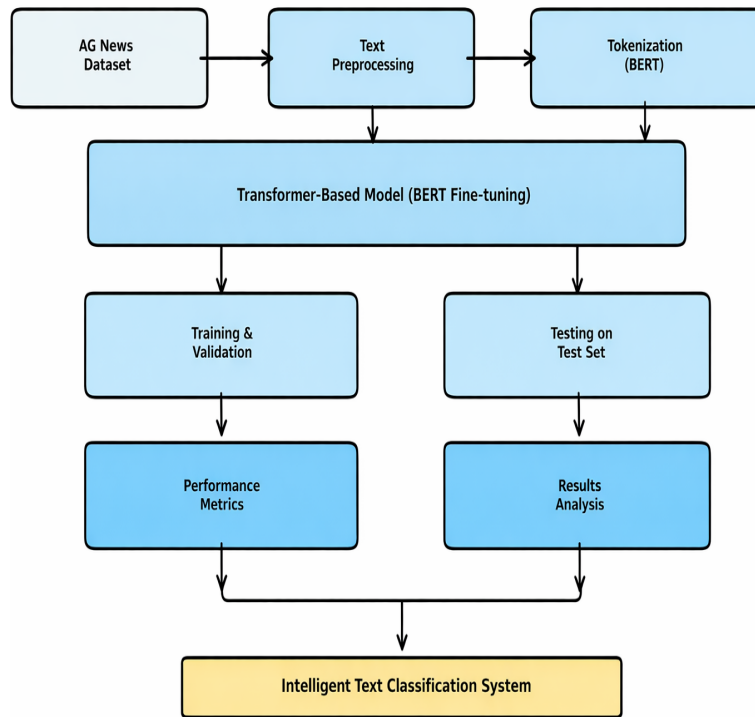 AG News
Dataset
Text
Preprocessing
Tokenization
(BERT)
Transformer-Based Model (BERT Fine-tuning)
Training &
Validation
Testing on
Test Set
Performance
Metrics
Results
Analysis
Intelligent Text Classification System